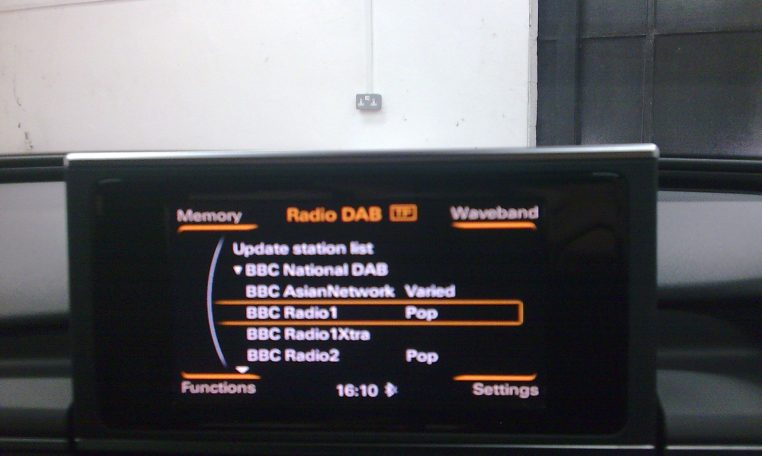 Memory Radio DAB TP Waveband
Update station list
BBC National DAB
BBC AsianNetwork Varied
BBC Radio1 Pop
BBC Radio1Xtra
BBC Radio2 Pop
Functions 16:10 Settings